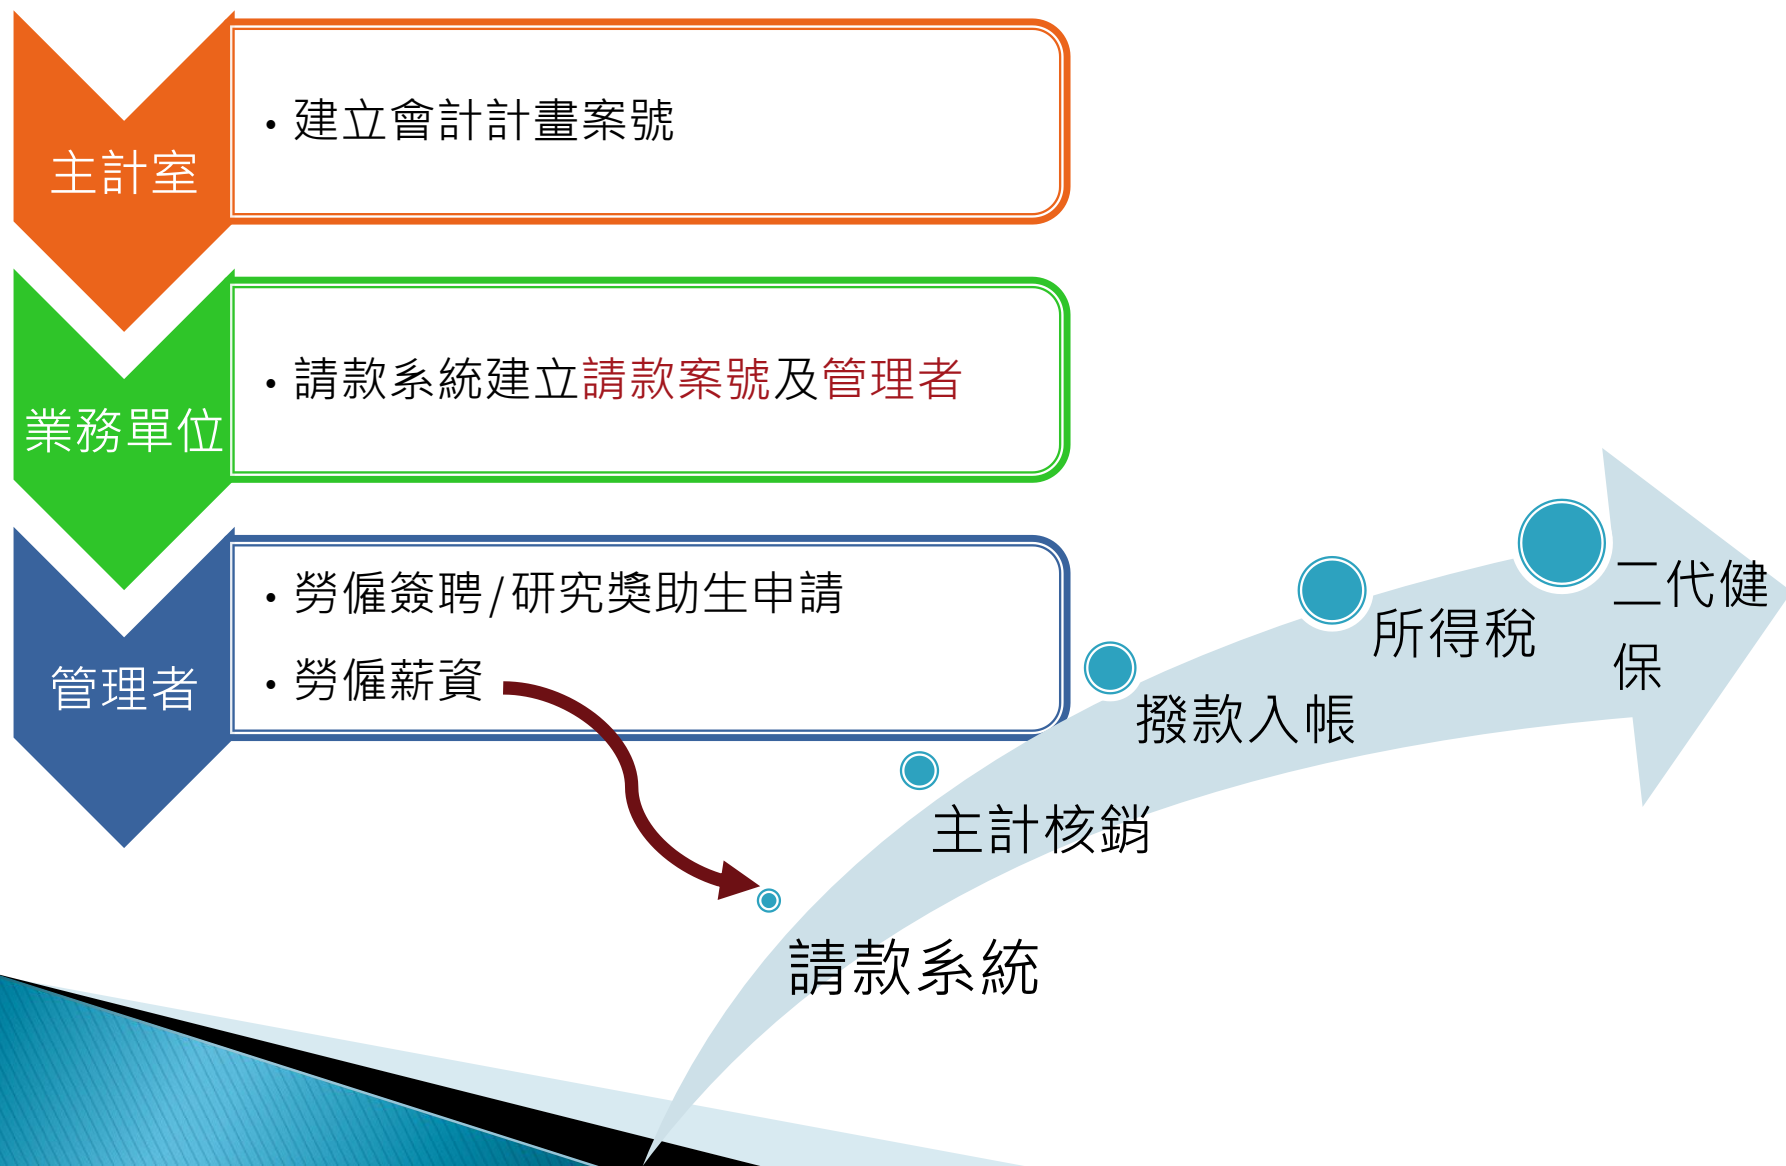 主計室
• 建立會計計畫案號
業務單位
• 請款系統建立請款案號及管理者
管理者
• 勞僱簽聘/研究獎助生申請
• 勞僱薪資
請款系統
主計核銷
撥款入帳
所得稅
二代健
保